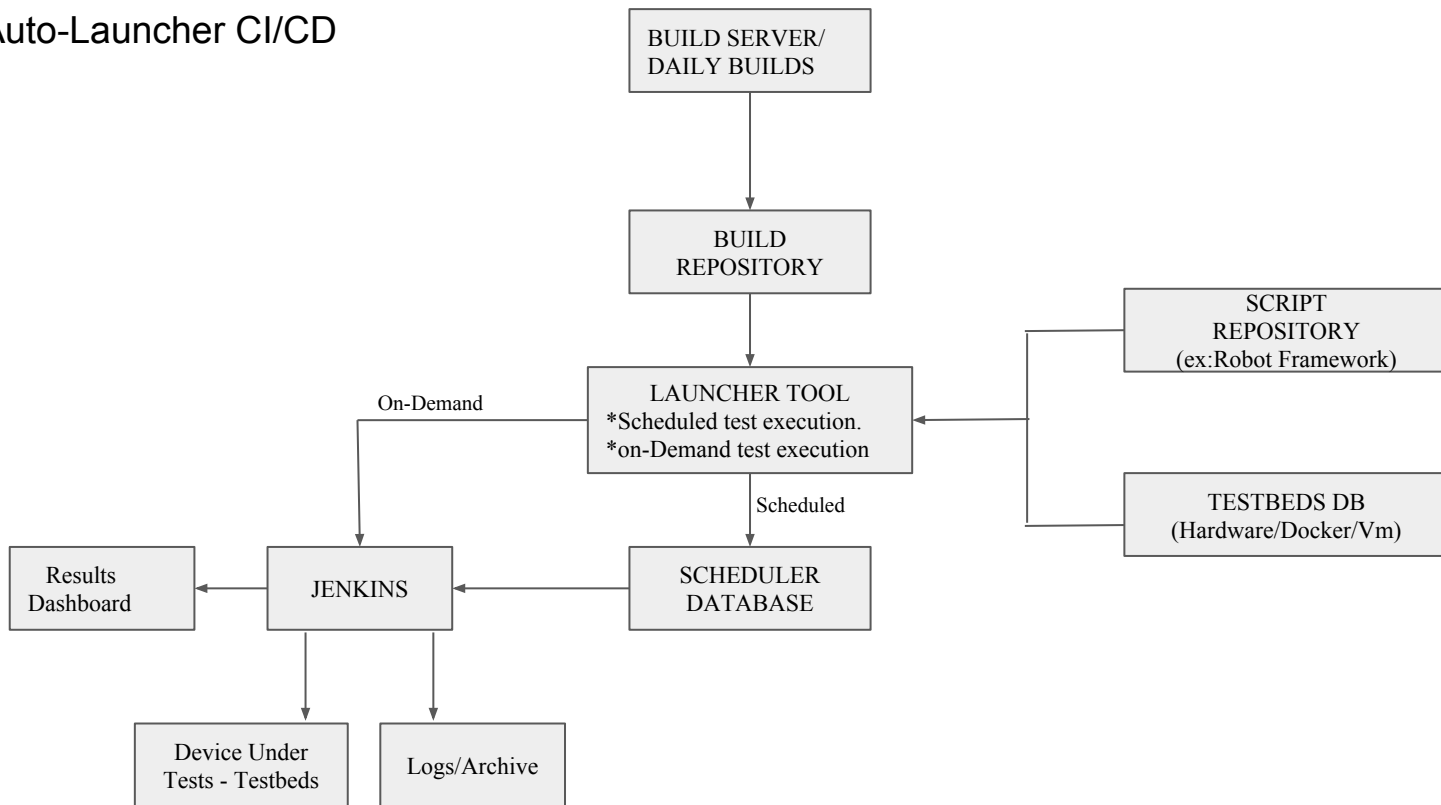 Auto-Launcher CI/CD
BUILD SERVER/
DAILY BUILDS
BUILD
REPOSITORY
SCRIPT
REPOSITORY
(ex:Robot Framework)
LAUNCHER TOOL
*Scheduled test execution.
*on-Demand test execution
On-Demand
Scheduled
TESTBEDS DB
(Hardware/Docker/Vm)
Results
Dashboard
JENKINS
SCHEDULER
DATABASE
Device Under
Tests - Testbeds
Logs/Archive